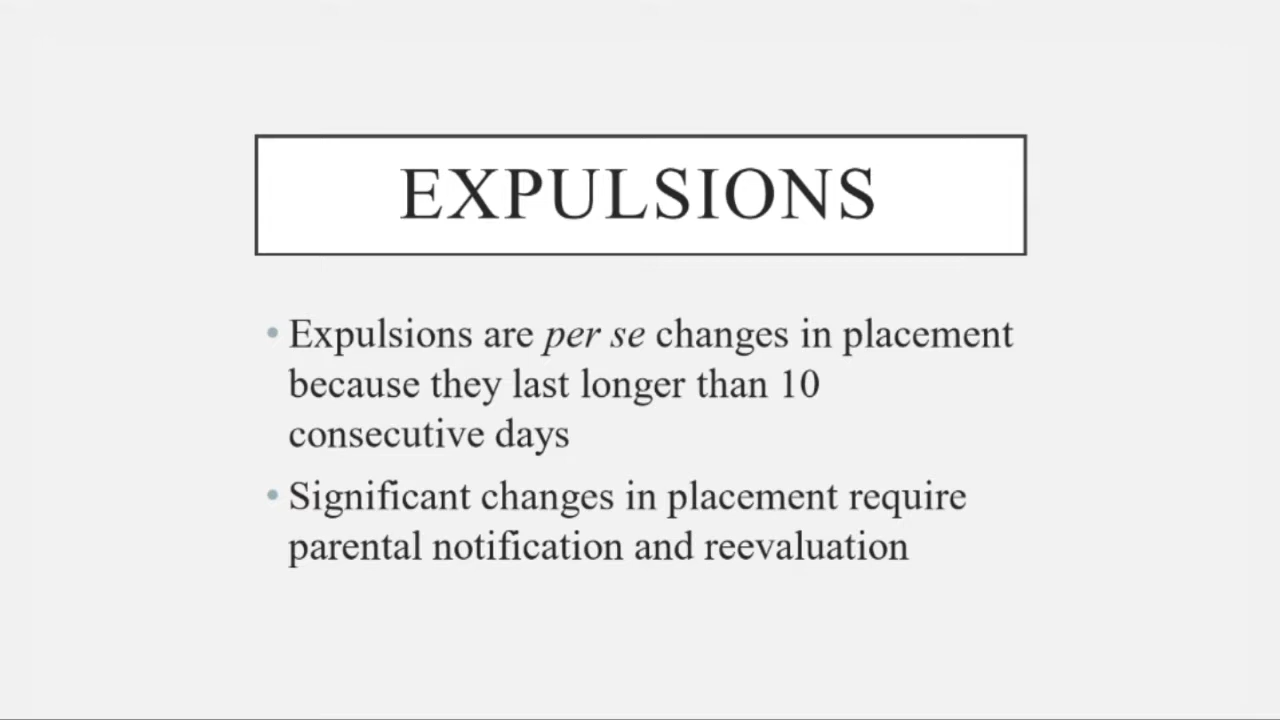 EXPULSIONS
• Expulsions are per se changes in placement
because they last longer than 10
consecutive days
• Significant changes in placement require
parental notification and reevaluation